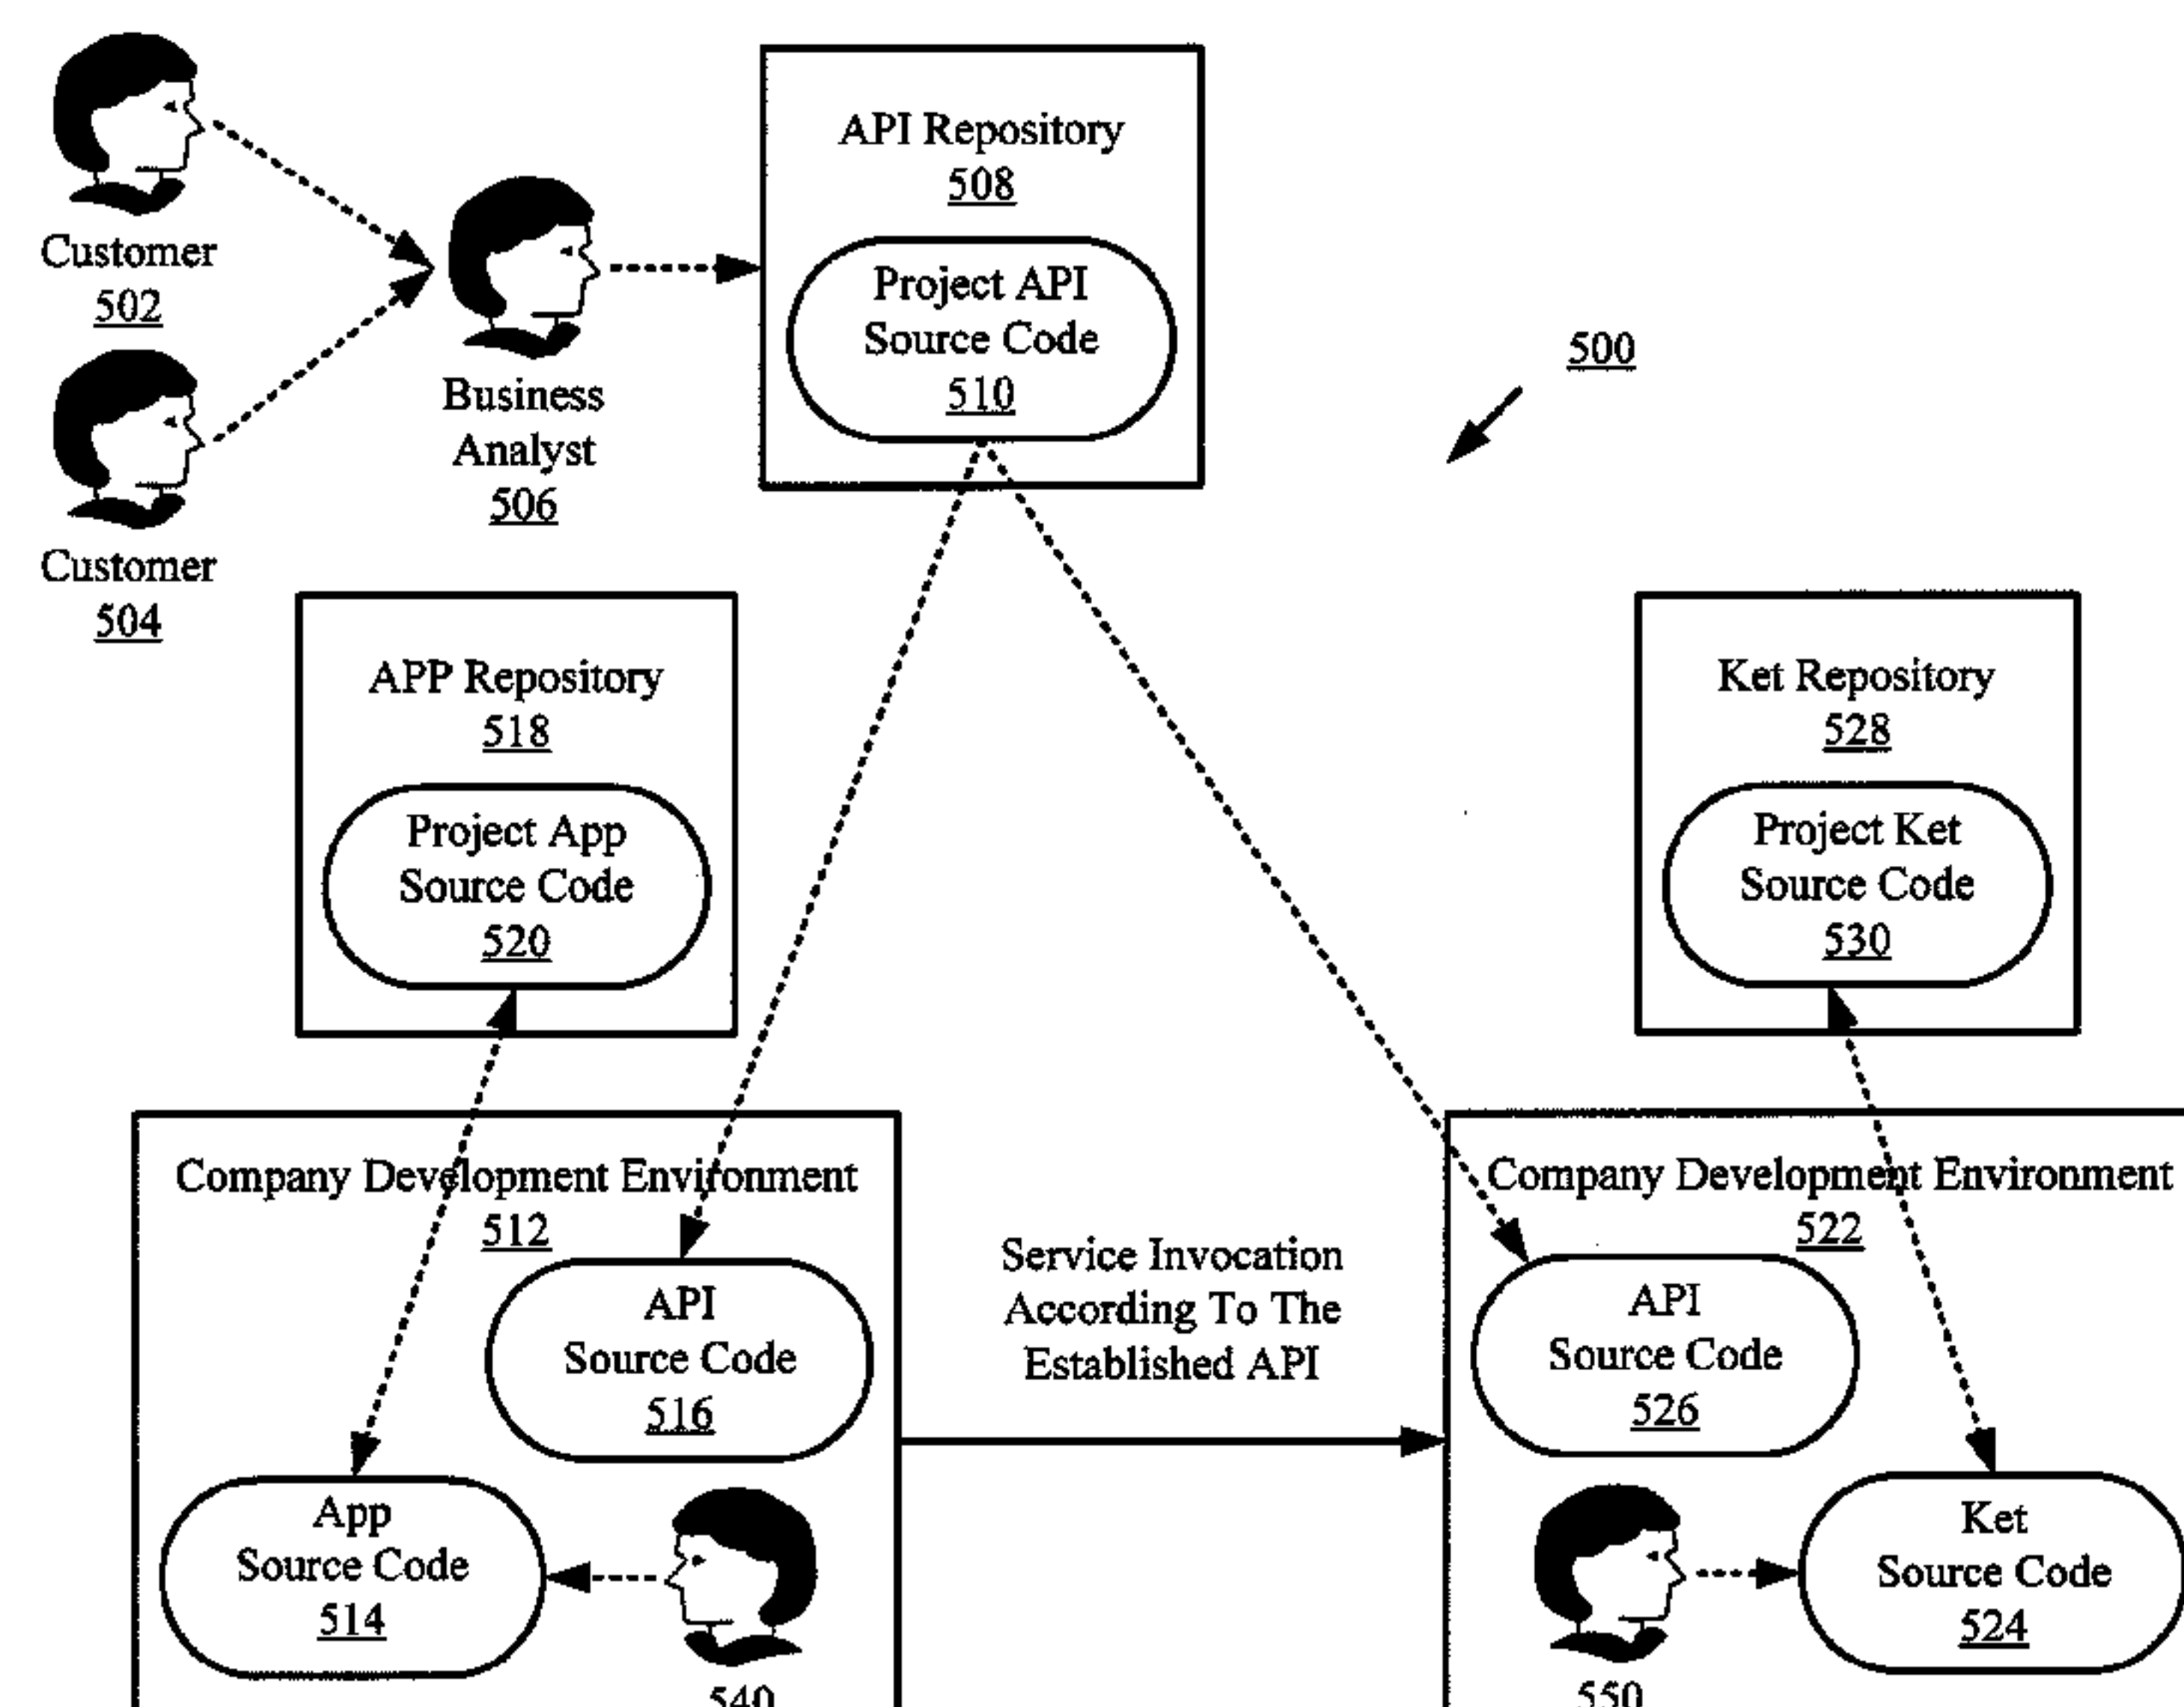 Customer
502
Customer
504
Business
Analyst
506
API Repository
508
Project API
Source Code
510
500
APP Repository
518
Project App
Source Code
520
Ket Repository
528
Project Ket
Source Code
530
Company Development Environment
512
API
Source Code
516
App
Source Code
514
540
Service Invocation
According To The
Established API
Company Development Environment
522
API
Source Code
526
Ket
Source Code
524
550